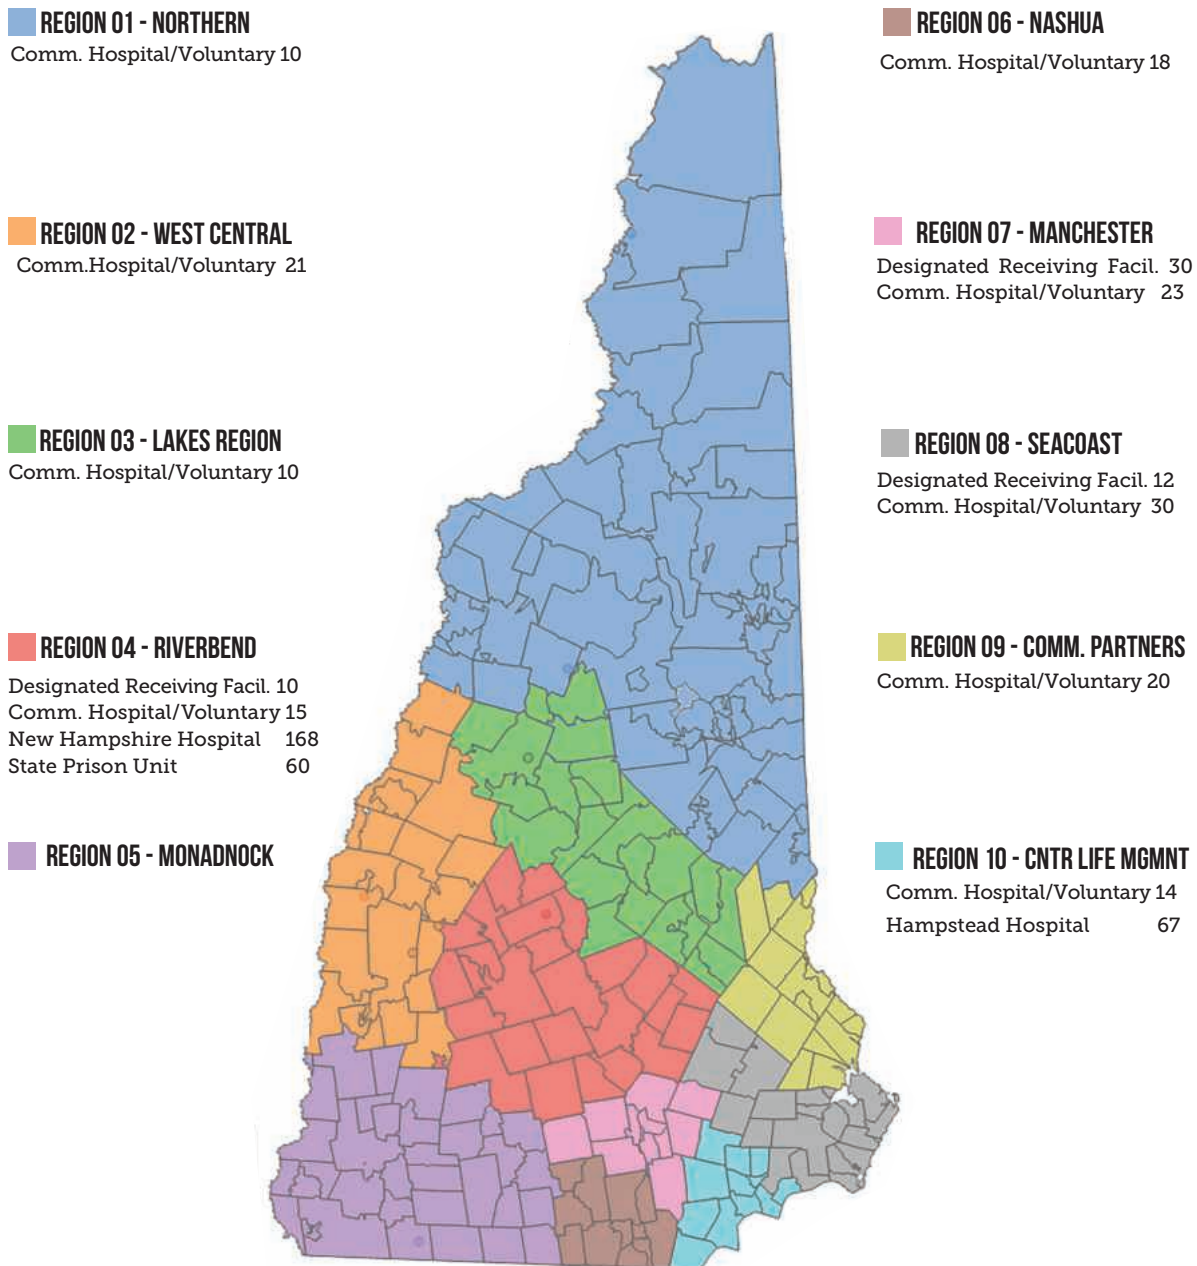 REGION 01 - NORTHERN
Comm. Hospital/Voluntary 10
REGION 02 - WEST CENTRAL
Comm.Hospital/Voluntary 21
REGION 03 - LAKES REGION
Comm. Hospital/Voluntary 10
REGION 04 - RIVERBEND
Designated Receiving Facil. 10
Comm. Hospital/Voluntary 15
New Hampshire Hospital 168
State Prison Unit 60
REGION 05 - MONADNOCK
REGION 06 - NASHUA
Comm. Hospital/Voluntary 18
REGION 07 - MANCHESTER
Designated Receiving Facil. 30
Comm. Hospital/Voluntary 23
REGION 08 - SEACOAST
Designated Receiving Facil. 12
Comm. Hospital/Voluntary 30
REGION 09 - COMM. PARTNERS
Comm. Hospital/Voluntary 20
REGION 10 - CNTR LIFE MGMNT
Comm. Hospital/Voluntary 14
Hampstead Hospital 67